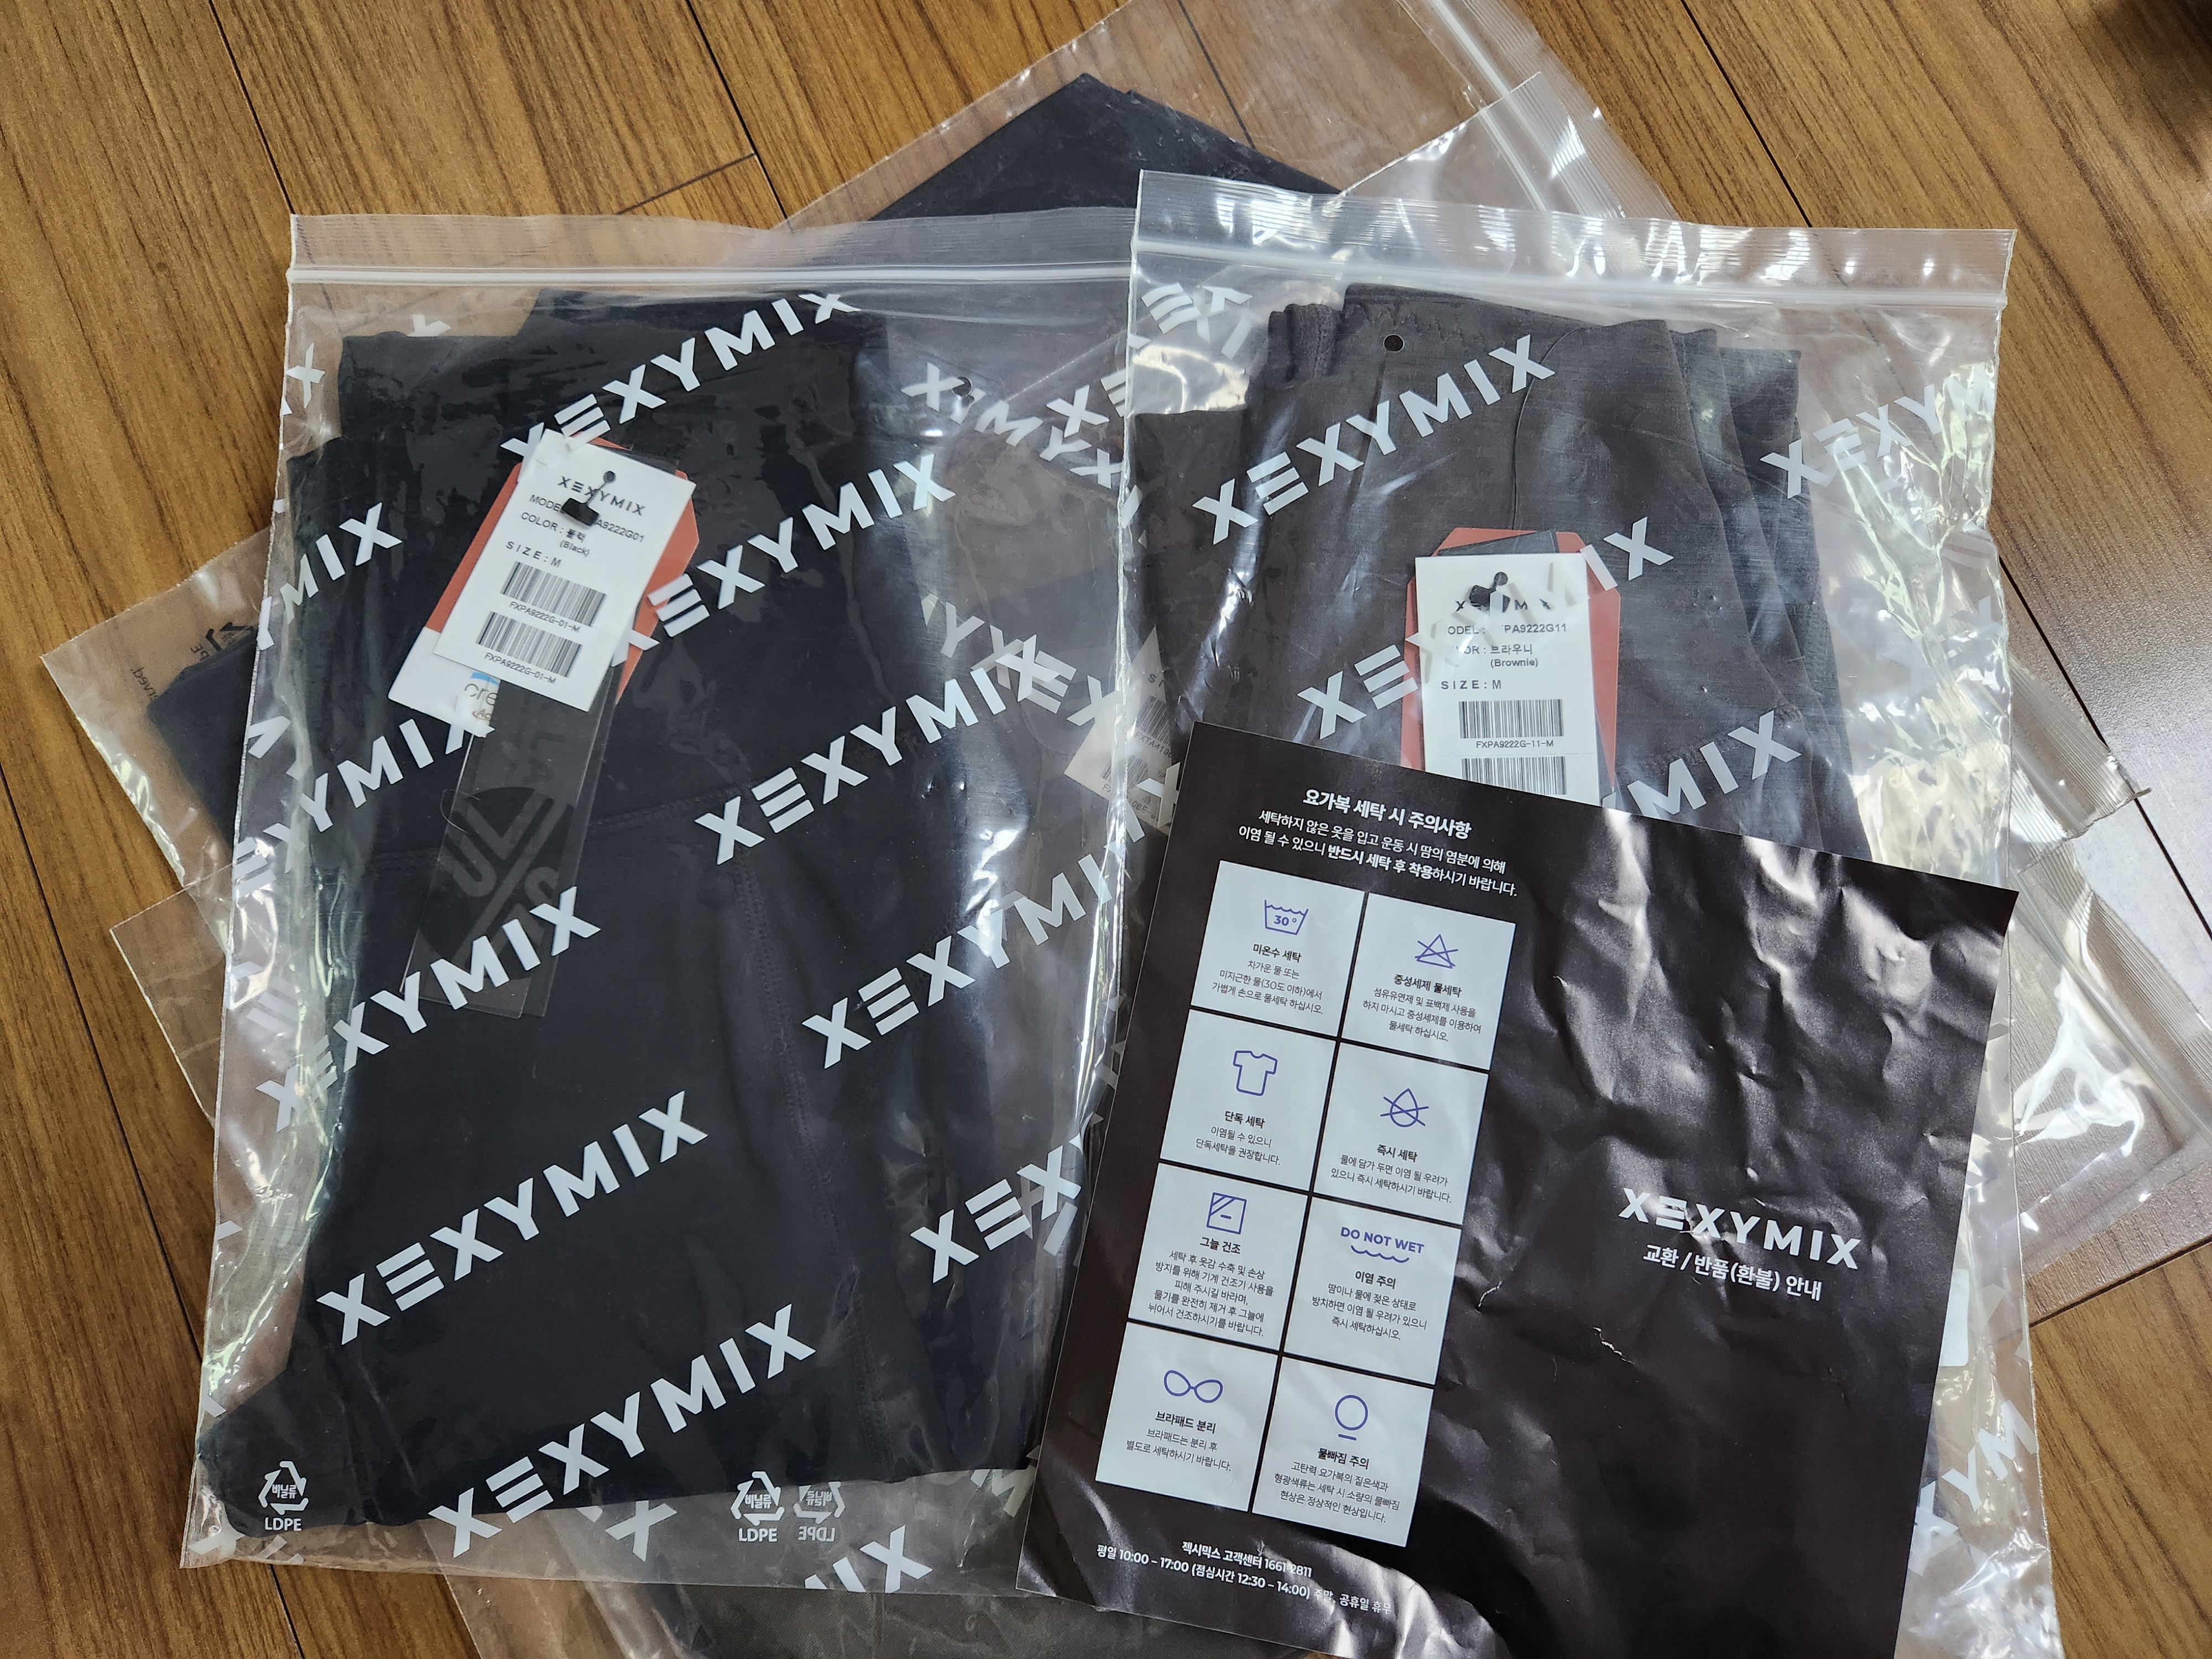 XEXYMIX
XEXYMIX
COLOR : 블랙
(Black)
SIZE : M
FXPA9222G-01-M
FXPA9222G-01-M
XEXYMIX
XEXYMIX
XEXYMIX
XEXYMIX
XEXYMIX
XEXYMIX
XEXYMIX
LDPE
비닐류
LDPE
비닐류
XEXYMIX
브라우니
(Brownie)
SIZE : M
FXPA9222G-11-M
요가복 세탁 시 주의사항
세탁하지 않은 옷을 입고 운동 시 땀의 염분에 의해
이염 될 수 있으니 반드시 세탁 후 착용하시기 바랍니다.
30°
미온수 세탁
차가운 물 또는
미지근한 물(30도 이하)에서
가볍게 손으로 물세탁 하십시오.
중성세제 물세탁
섬유유연제 및 표백제 사용을
하지 마시고 중성세제를 이용하여
물세탁 하십시오.
단독 세탁
이염될 수 있으니
단독세탁을 권장합니다.
즉시 세탁
물에 담가 두면 이염 될 우려가
있으니 즉시 세탁하시기 바랍니다.
그늘 건조
세탁 후 옷감 수축 및 손상
방지를 위해 기계 건조기 사용을
피해 주시길 바라며,
물기를 완전히 제거 후 그늘에
뉘어서 건조하시기를 바랍니다.
DO NOT WET
이염 주의
땀이나 물에 젖은 상태로
방치하면 이염 될 우려가 있으니
즉시 세탁하십시오.
브라패드 분리
브라패드는 분리 후
별도로 세탁하시기 바랍니다.
물빠짐 주의
고탄력 요가복의 짙은색과
형광색류는 세탁 시 소량의 물빠짐
현상은 정상적인 현상입니다.
젝시믹스 고객센터 1661-2811
평일 10:00 – 17:00 (점심시간 12:30 – 14:00) 주말, 공휴일 휴무
XEXYMIX
교환 / 반품(환불) 안내